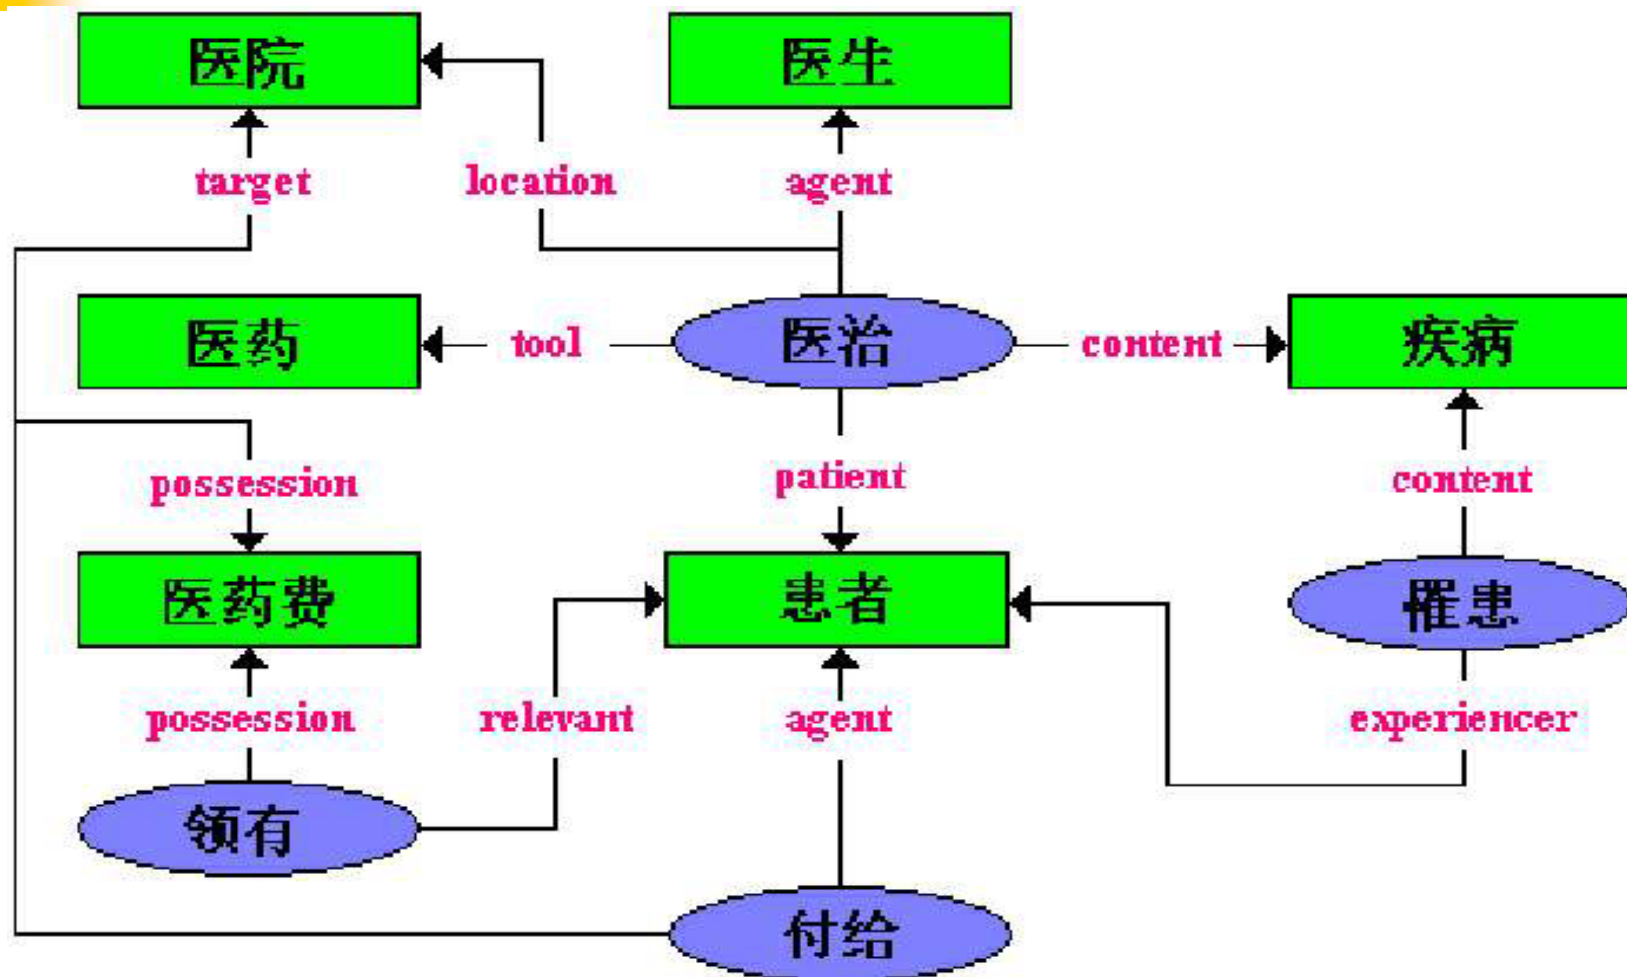 医院
医生
target
location
agent
医药
tool
医治
content
疾病
possession
patient
content
医药费
患者
罹患
possession
relevant
agent
experiencer
领有
付给